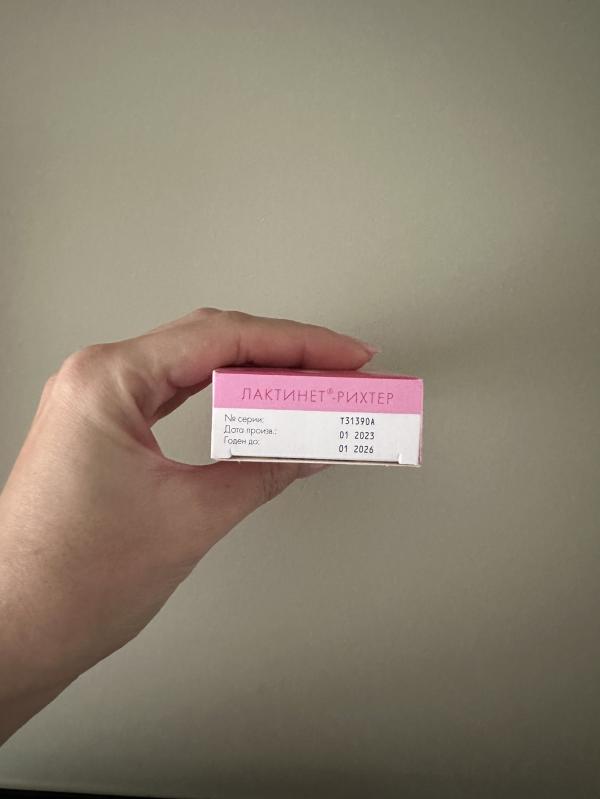 ЛАКТИНЕТ®-РИХТЕР
№ серии: T31390A
Дата произв.: 01 2023
Годен до: 01 2026